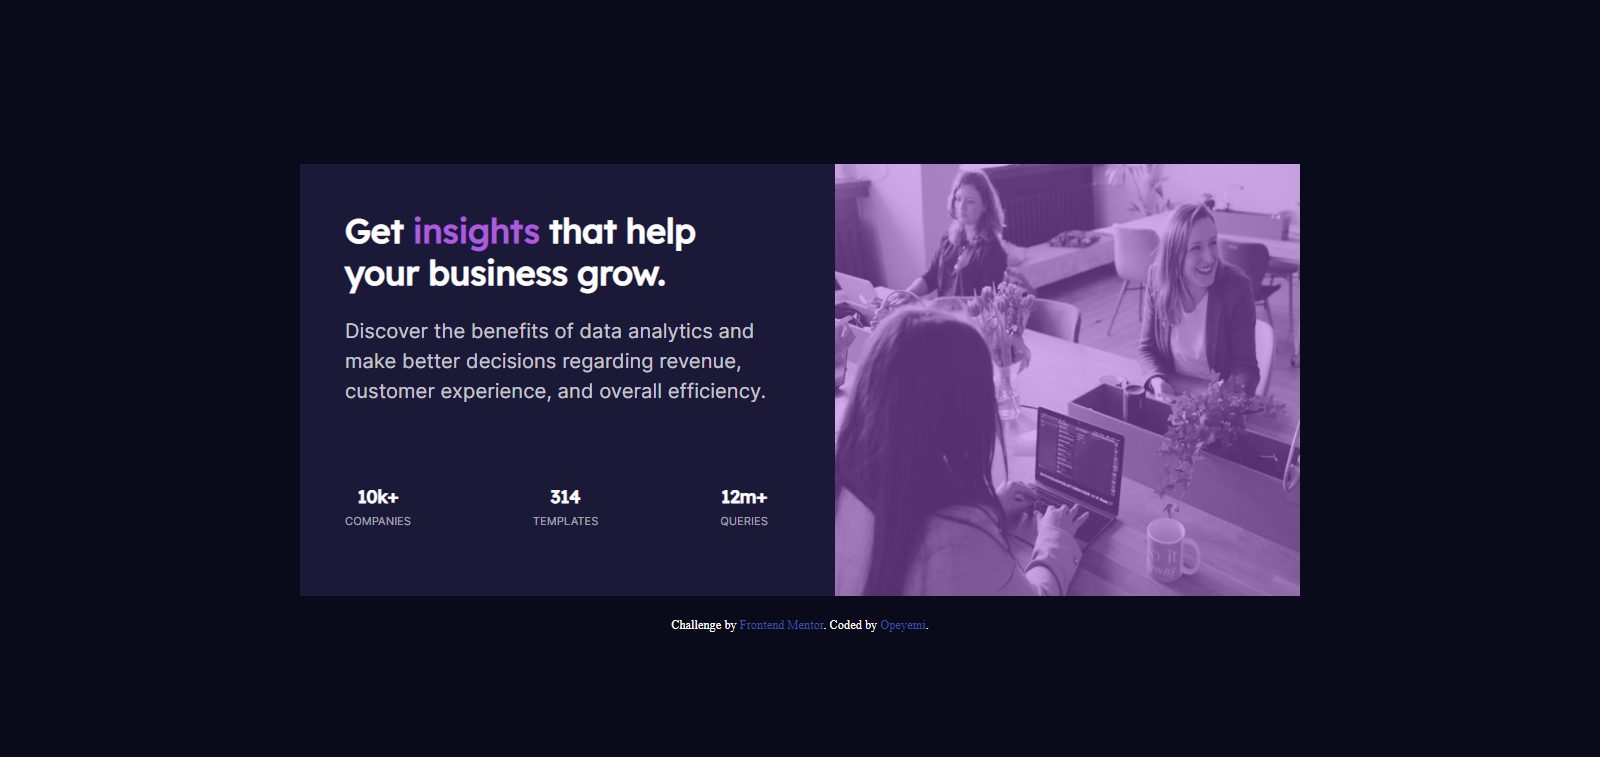 Get insights that help
your business grow.
Discover the benefits of data analytics and
make better decisions regarding revenue,
customer experience, and overall efficiency.
10k+ 314 12m+
COMPANIES TEMPLATES QUERIES
Challenge by Frontend Mentor. Coded by Opeyemi.